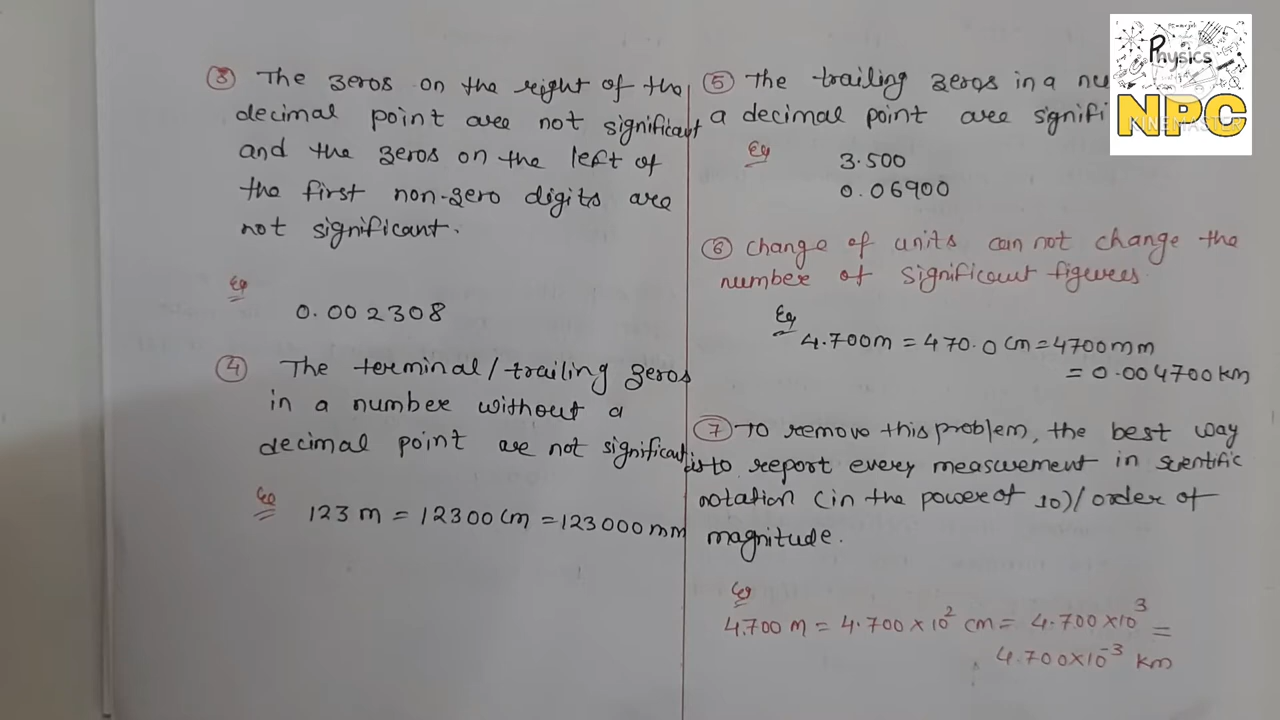 ③ The zeros on the right of the
decimal point are not significant
and the zeros on the left of
the first non-zero digits are
not significant.
Eg
0.002308
④ The terminal/trailing zeros
in a number without a
decimal point are not significant
Eg
123 m = 12300 cm = 123000 mm
⑤ The trailing zeros in a nu
a decimal point are signifi
Eg
3.500
0.06900
⑥ Change of units can not change the
number of significant figures.
Eg
4.700m = 470.0 cm = 4700mm
= 0.004700 km
⑦ To remove this problem, the best way
is to report every measurement in scientific
notation (in the power of 10)/order of
magnitude.
Eg
4.700 m = 4.700 × 10² cm = 4.700 × 10³ =
4.700×10⁻³ km
Physics
NPC
KINEMASTER